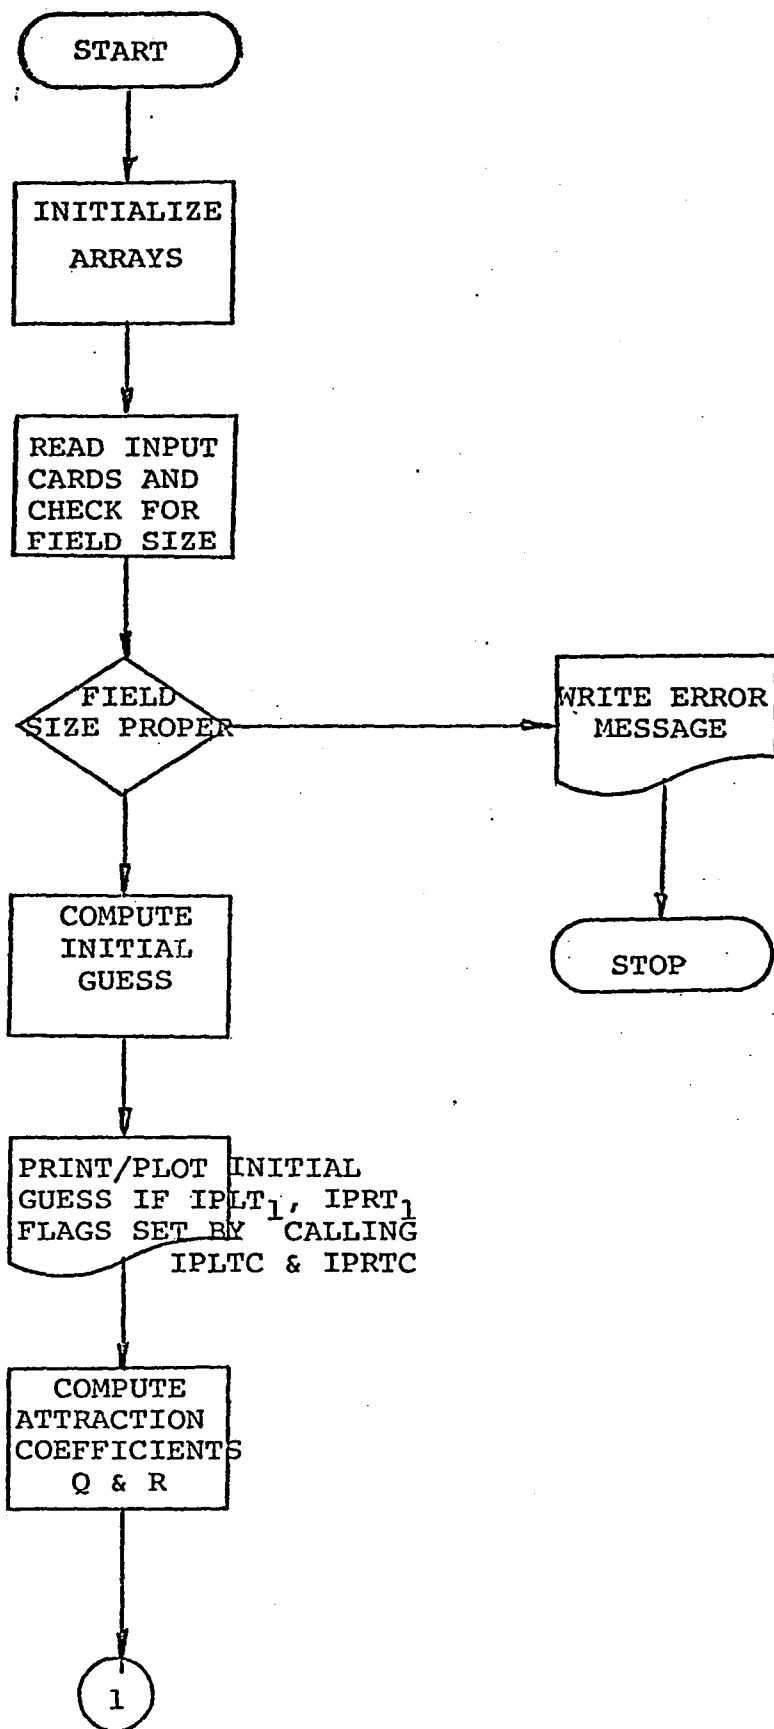 START
INITIALIZE
ARRAYS
READ INPUT
CARDS AND
CHECK FOR
FIELD SIZE
FIELD
SIZE PROPER
WRITE ERROR
MESSAGE
STOP
COMPUTE
INITIAL
GUESS
PRINT/PLOT INITIAL
GUESS IF IPLT1, IPRT1
FLAGS SET BY CALLING
IPLTC & IPRTC
COMPUTE
ATTRACTION
COEFFICIENTS
Q & R
1